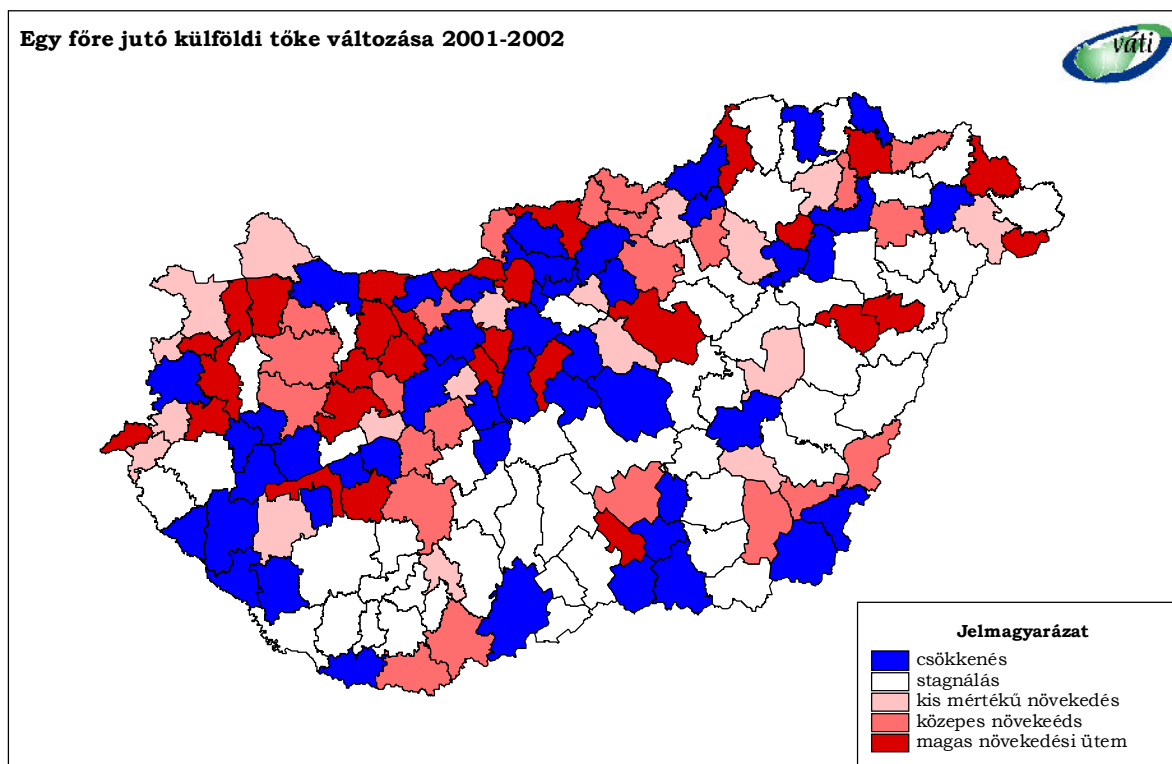 Egy főre jutó külföldi tőke változása 2001-2002
váti
Jelmagyarázat
csökkenés
stagnálás
kis mértékű növekedés
közepes növekeéds
magas növekedési ütem